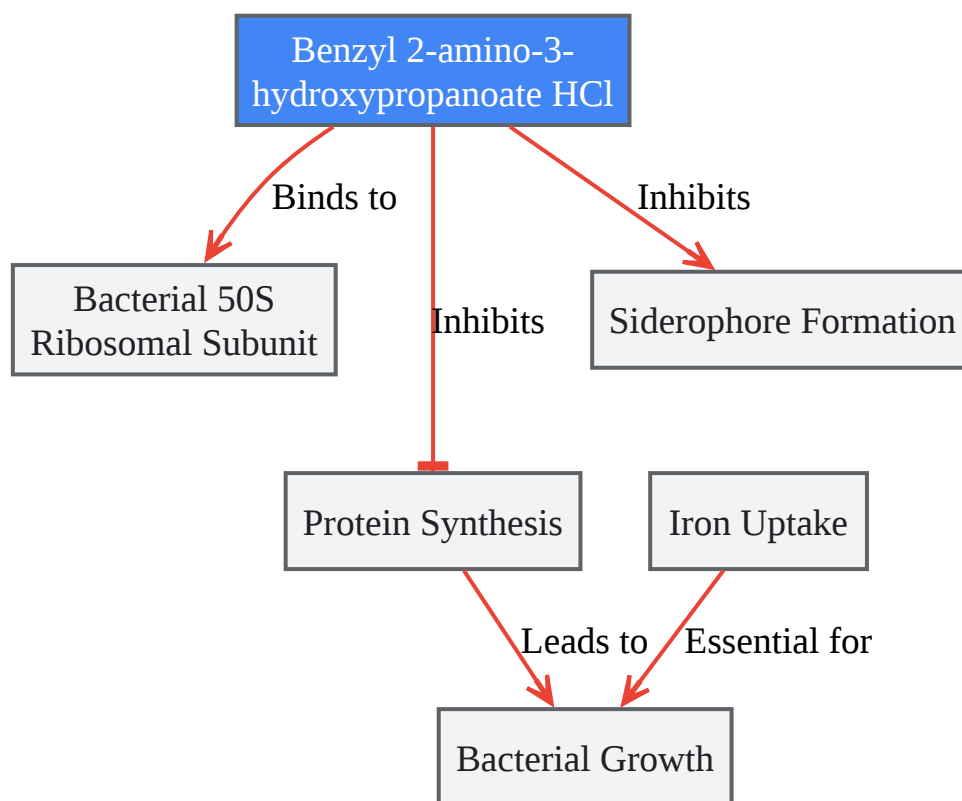 Benzyl 2-amino-3-
hydroxypropanoate HCl
Binds to
Inhibits
Bacterial 50S
Ribosomal Subunit
Inhibits
Siderophore Formation
Protein Synthesis
Iron Uptake
Leads to
Essential for
Bacterial Growth